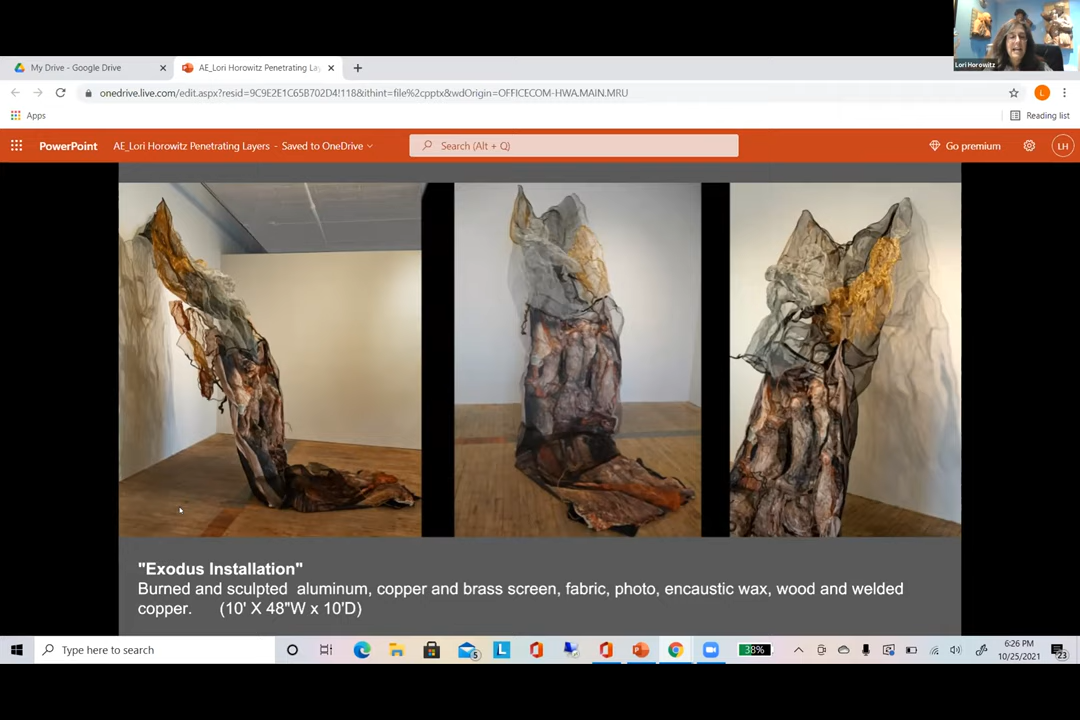 Lori Horowitz
My Drive - Google Drive
AE_Lori Horowitz Penetrating La
onedrive.live.com/edit.aspx?resid=9C9E2E1C65B702D4!118&ithint=file%2cpptx&wdOrigin=OFFICECOM-HWA.MAIN.MRU
L
Apps
Reading list
PowerPoint
AE_Lori Horowitz Penetrating Layers - Saved to OneDrive
Search (Alt + Q)
Go premium
LH
"Exodus Installation"
Burned and sculpted aluminum, copper and brass screen, fabric, photo, encaustic wax, wood and welded
copper. (10' X 48"W x 10'D)
Type here to search
5
L
38%
6:26 PM
10/25/2021
23